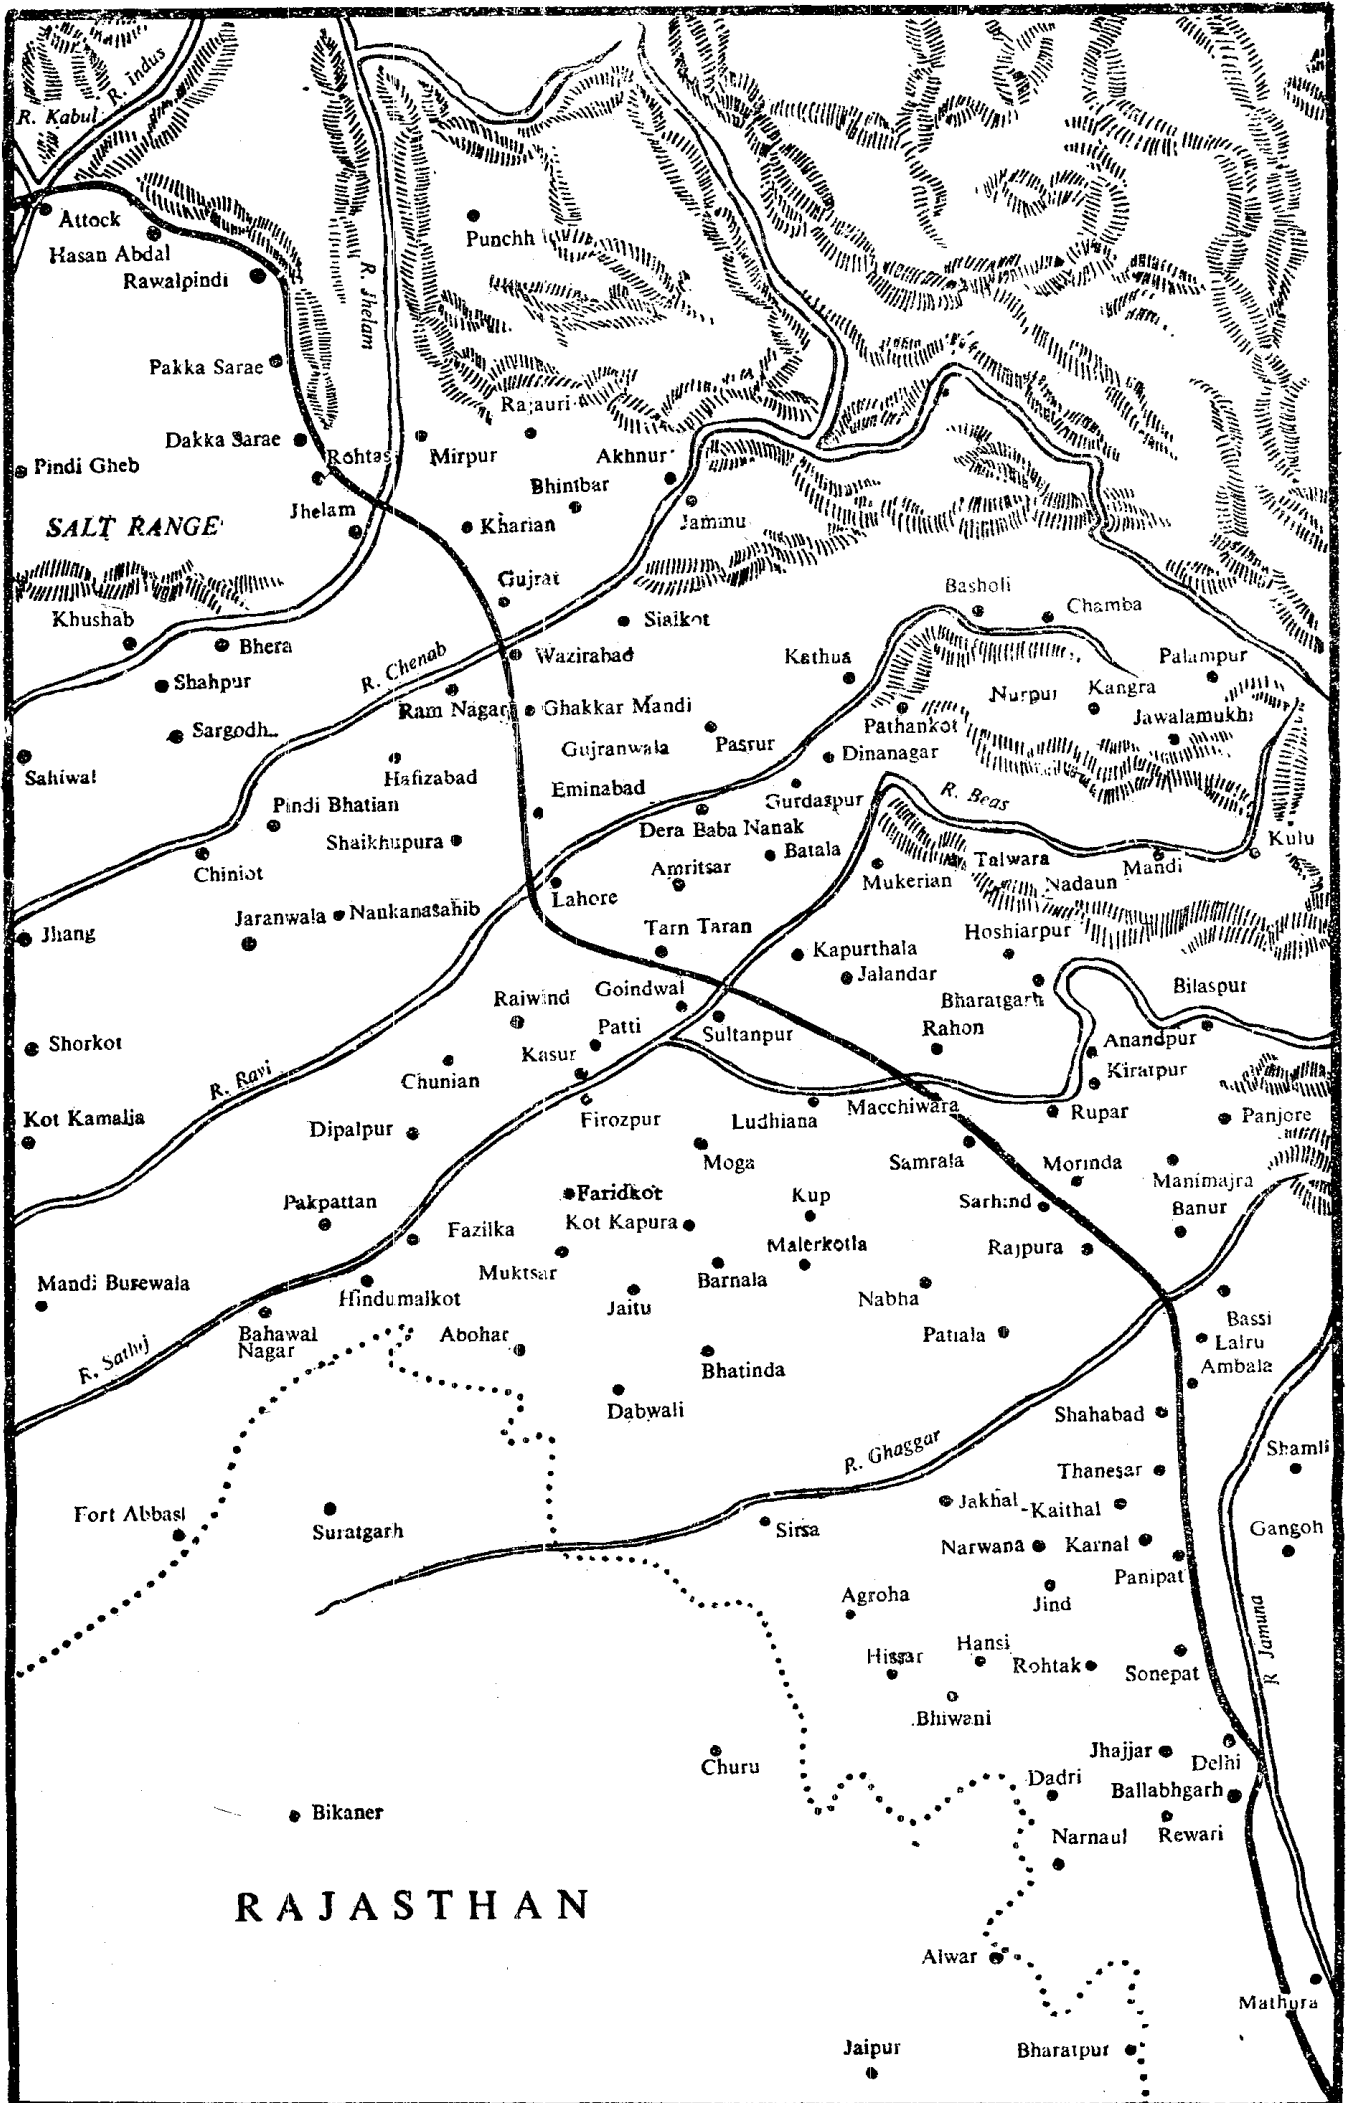 R. Indus
R. Kabul
Attock
Hasan Abdal
Rawalpindi
Punchh
R. Jhelam
Pakka Sarae
Rajauri
Dakka Sarae
Rohtas
Mirpur
Akhnur
Pindi Gheb
Bhimbar
SALT RANGE
Jhelam
Kharian
Jammu
Gujrat
Basholi
Chamba
Khushab
Bhera
Sialkot
R. Chenab
Wazirabad
Kathua
Palampur
Shahpur
Ram Nagar
Ghakkar Mandi
Nurpur
Kangra
Sargodh
Gujranwala
Pasrur
Pathankot
Jawalamukhi
Sahiwal
Hafizabad
Dinanagar
Pindi Bhatian
Eminabad
Gurdaspur
R. Beas
Shaikhupura
Dera Baba Nanak
Kulu
Chiniot
Amritsar
Batala
Mukerian
Talwara
Mandi
Nadaun
Jaranwala
Naukanasahib
Lahore
Jhang
Tarn Taran
Kapurthala
Hoshiarpur
Jalandar
Raiwind
Goindwal
Bharatgarh
Bilaspur
Shorkot
Patti
Sultanpur
Rahon
Anandpur
Kasur
Chunian
R. Ravi
Kiratpur
Kot Kamalia
Dipalpur
Firozpur
Ludhiana
Macchiwara
Rupar
Panjore
Moga
Samrala
Morinda
Manimajra
Pakpattan
Faridkot
Kup
Sarhind
Banur
Fazilka
Kot Kapura
Malerkotla
Rajpura
Mandi Burewala
Muktsar
Barnala
Hindumalkot
Jaitu
Nabha
Bahawal
Nagar
Abohar
Patiala
Bassi
Lalru
R. Satluj
Bhatinda
Ambala
Dabwali
Shahabad
R. Ghaggar
Shamli
Thanesar
Fort Abbasi
Suratgarh
Sirsa
Jakhal
-Kaithal
Gangoh
Narwana
Karnal
Panipat
Agroha
Jind
R Jamuna
Hissar
Hansi
Rohtak
Sonepat
Bhiwani
Churu
Jhajjar
Delhi
Dadri
Ballabhgarh
Bikaner
Narnaul
Rewari
RAJASTHAN
Alwar
Mathura
Jaipur
Bharatpur